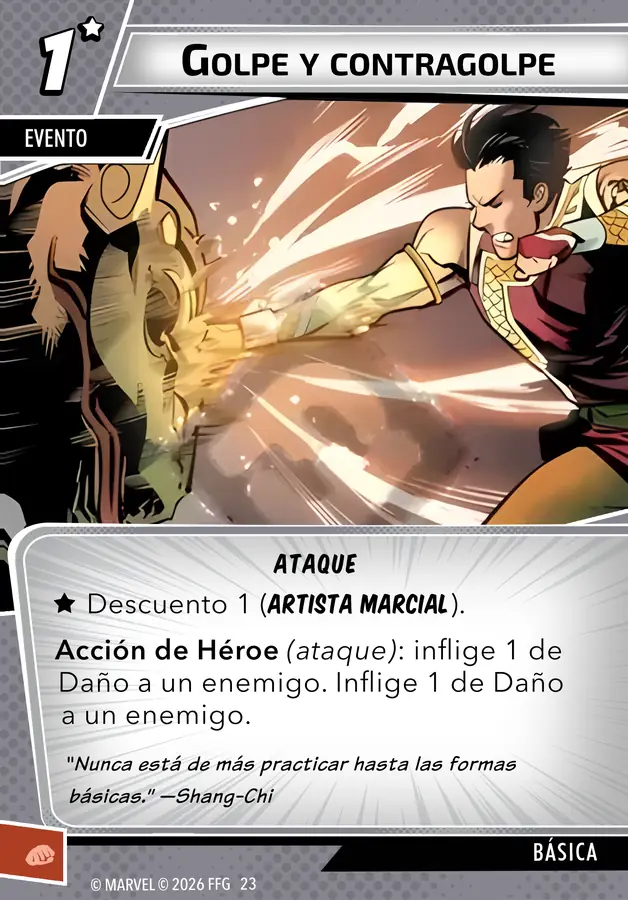 1★
GOLPE Y CONTRAGOLPE
EVENTO
ATAQUE
★ Descuento 1 (ARTISTA MARCIAL).
Acción de Héroe (ataque): inflige 1 de
Daño a un enemigo. Inflige 1 de Daño
a un enemigo.
"Nunca está de más practicar hasta las formas
básicas." —Shang-Chi
BÁSICA
© MARVEL © 2026 FFG 23